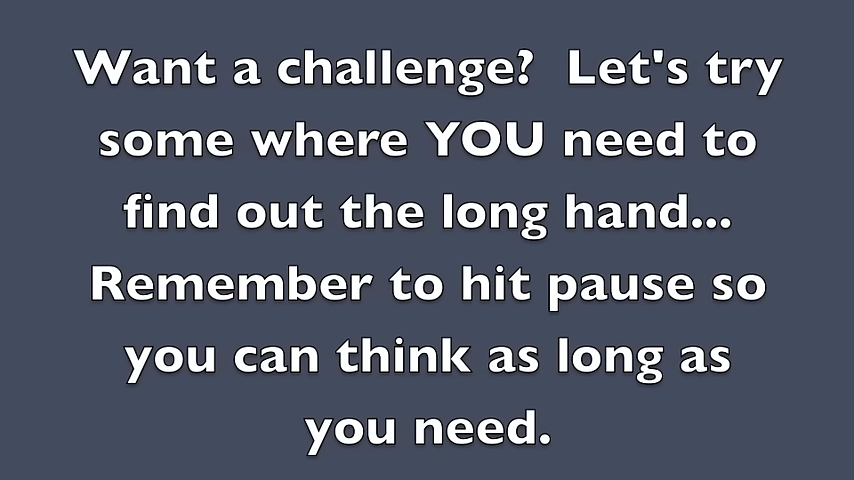 Want a challenge?  Let's try
some where YOU need to
find out the long hand...
Remember to hit pause so
you can think as long as
you need.